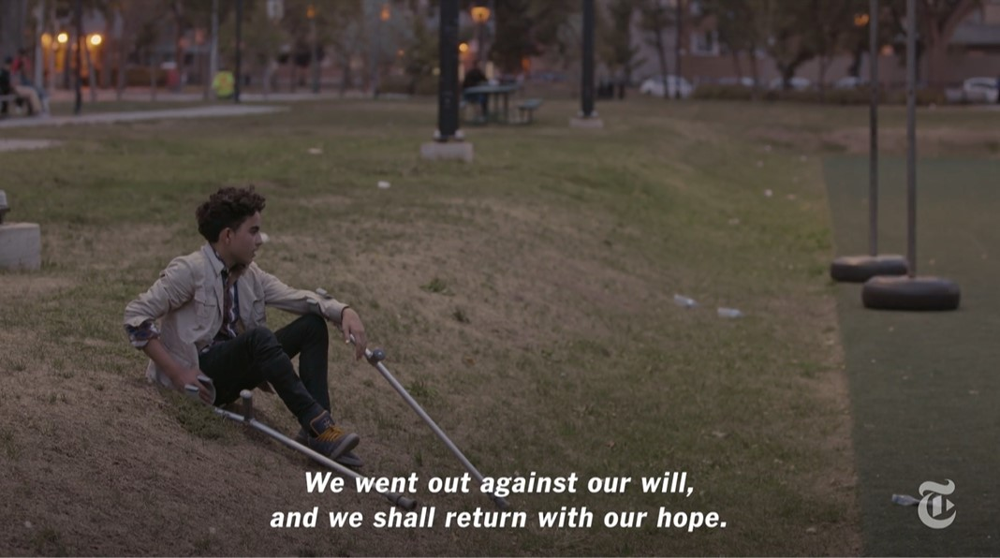 We went out against our will,
and we shall return with our hope.
T